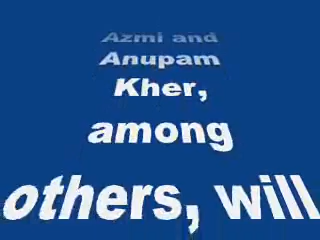 Azmi and
Anupam
Kher,
among
others, will